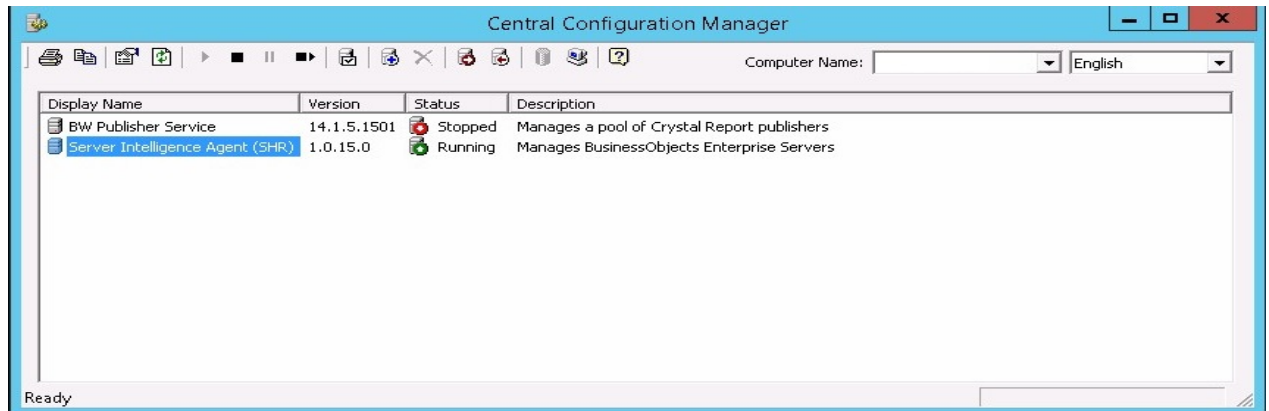 Central Configuration Manager
Computer Name: English
Display Name Version Status Description
BW Publisher Service 14.1.5.1501 Stopped Manages a pool of Crystal Report publishers
Server Intelligence Agent (SHR) 1.0.15.0 Running Manages BusinessObjects Enterprise Servers
Ready